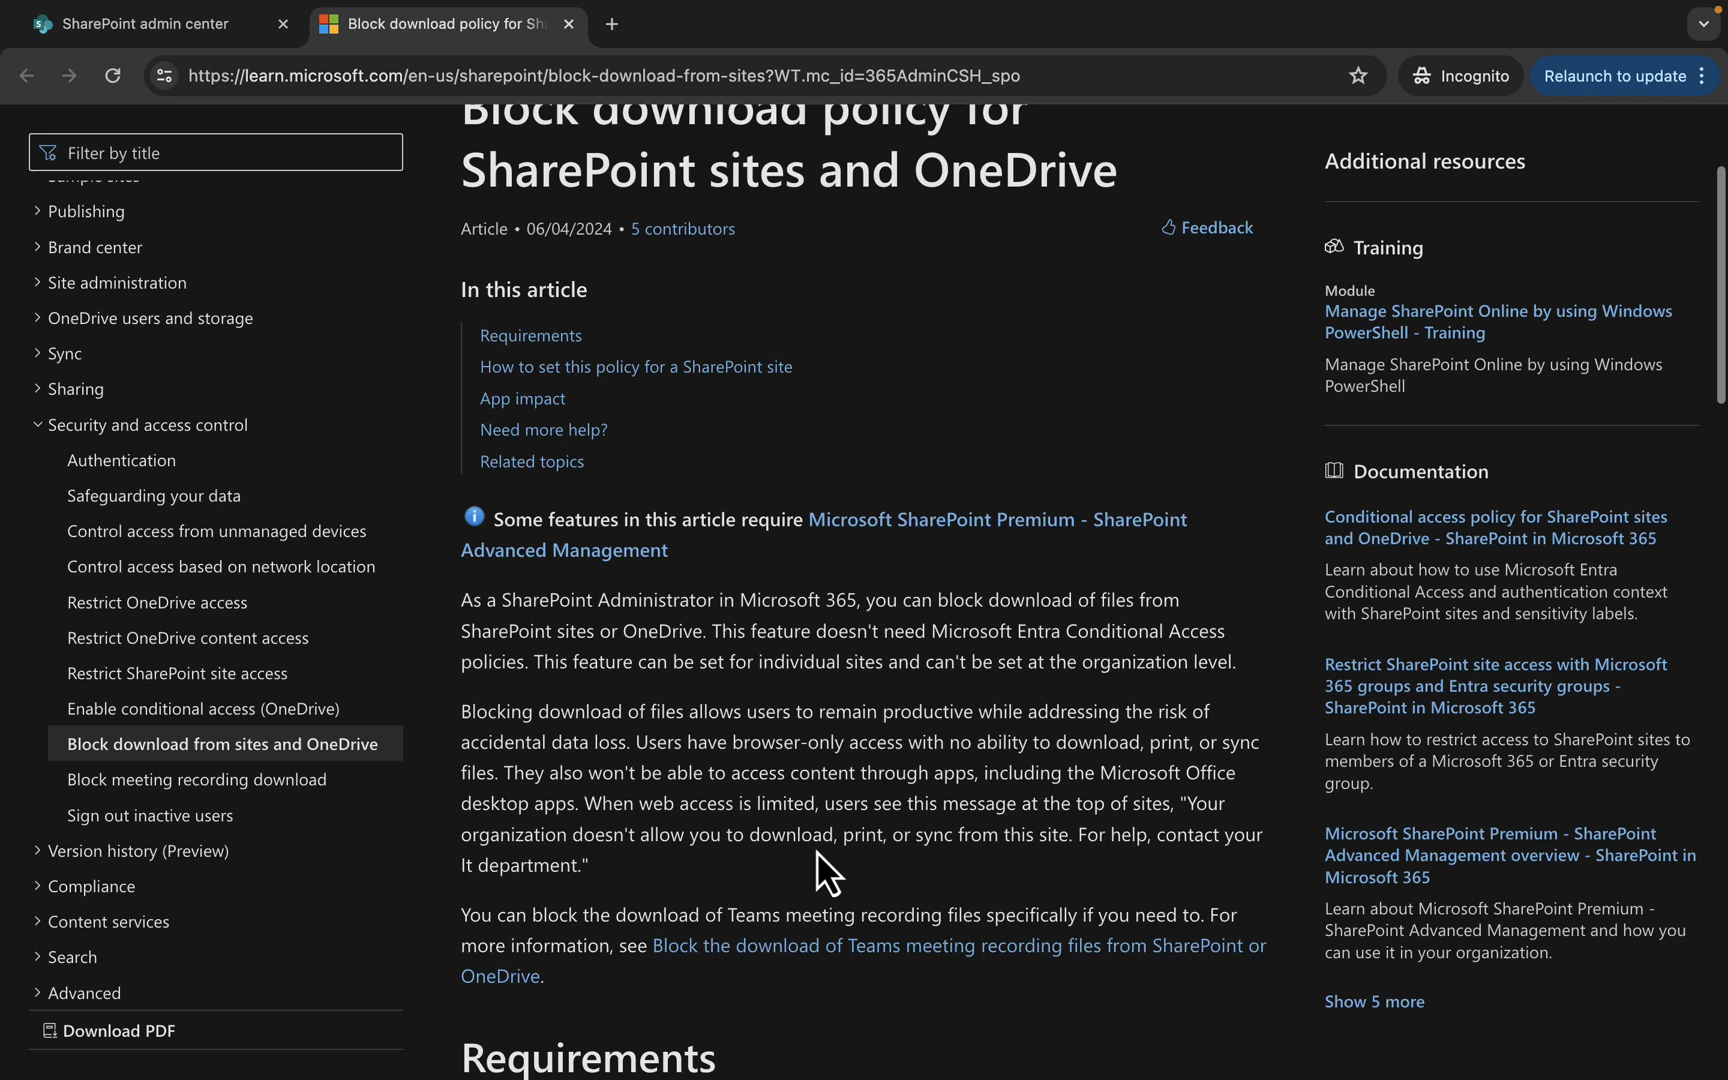 SharePoint admin center
Block download policy for Sh
https://learn.microsoft.com/en-us/sharepoint/block-download-from-sites?WT.mc_id=365AdminCSH_spo
Incognito
Relaunch to update
Filter by title
Sample sites
Publishing
Brand center
Site administration
OneDrive users and storage
Sync
Sharing
Security and access control
Authentication
Safeguarding your data
Control access from unmanaged devices
Control access based on network location
Restrict OneDrive access
Restrict OneDrive content access
Restrict SharePoint site access
Enable conditional access (OneDrive)
Block download from sites and OneDrive
Block meeting recording download
Sign out inactive users
Version history (Preview)
Compliance
Content services
Search
Advanced
Download PDF
Block download policy for
SharePoint sites and OneDrive
Article • 06/04/2024 • 5 contributors
Feedback
In this article
Requirements
How to set this policy for a SharePoint site
App impact
Need more help?
Related topics
Some features in this article require Microsoft SharePoint Premium - SharePoint
Advanced Management
As a SharePoint Administrator in Microsoft 365, you can block download of files from
SharePoint sites or OneDrive. This feature doesn't need Microsoft Entra Conditional Access
policies. This feature can be set for individual sites and can't be set at the organization level.
Blocking download of files allows users to remain productive while addressing the risk of
accidental data loss. Users have browser-only access with no ability to download, print, or sync
files. They also won't be able to access content through apps, including the Microsoft Office
desktop apps. When web access is limited, users see this message at the top of sites, "Your
organization doesn't allow you to download, print, or sync from this site. For help, contact your
It department."
You can block the download of Teams meeting recording files specifically if you need to. For
more information, see Block the download of Teams meeting recording files from SharePoint or
OneDrive.
Requirements
Additional resources
Training
Module
Manage SharePoint Online by using Windows
PowerShell - Training
Manage SharePoint Online by using Windows
PowerShell
Documentation
Conditional access policy for SharePoint sites
and OneDrive - SharePoint in Microsoft 365
Learn about how to use Microsoft Entra
Conditional Access and authentication context
with SharePoint sites and sensitivity labels.
Restrict SharePoint site access with Microsoft
365 groups and Entra security groups -
SharePoint in Microsoft 365
Learn how to restrict access to SharePoint sites to
members of a Microsoft 365 or Entra security
group.
Microsoft SharePoint Premium - SharePoint
Advanced Management overview - SharePoint in
Microsoft 365
Learn about Microsoft SharePoint Premium -
SharePoint Advanced Management and how you
can use it in your organization.
Show 5 more